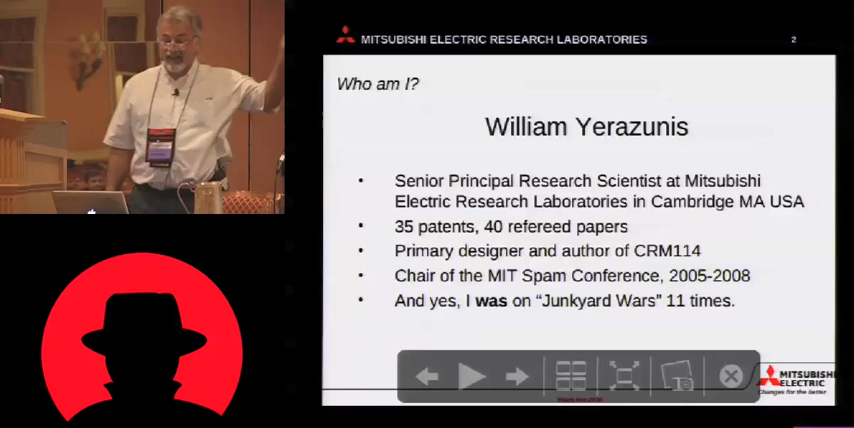 MITSUBISHI ELECTRIC RESEARCH LABORATORIES
2
Who am I?
William Yerazunis
• Senior Principal Research Scientist at Mitsubishi
Electric Research Laboratories in Cambridge MA USA
• 35 patents, 40 refereed papers
• Primary designer and author of CRM114
• Chair of the MIT Spam Conference, 2005-2008
• And yes, I was on “Junkyard Wars” 11 times.
MITSUBISHI
ELECTRIC
Changes for the better